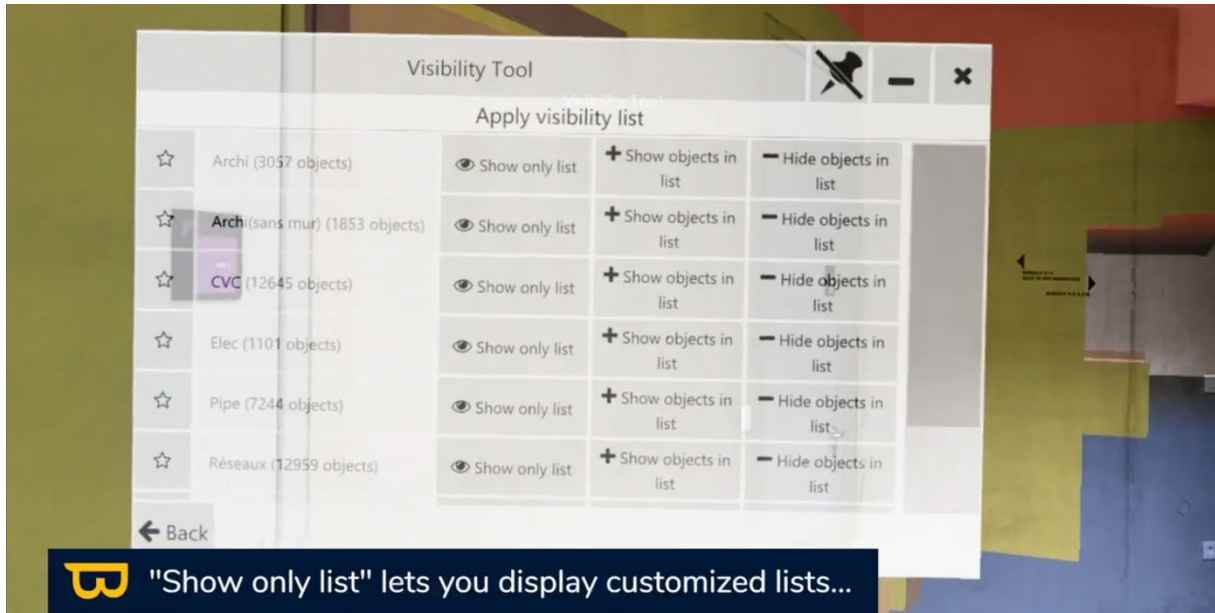 Visibility Tool
Visibility Tool
Apply visibility list
Archi (3057 objects)
Show only list
Show objects in
list
Hide objects in
list
Archi(sans mur) (1853 objects)
Show only list
Show objects in
list
Hide objects in
list
CVC (12645 objects)
Show only list
Show objects in
list
Hide objects in
list
Elec (1101 objects)
Show only list
Show objects in
list
Hide objects in
list
Pipe (7244 objects)
Show only list
Show objects in
list
Hide objects in
list
Réseaux (12959 objects)
Show only list
Show objects in
list
Hide objects in
list
Back
"Show only list" lets you display customized lists...